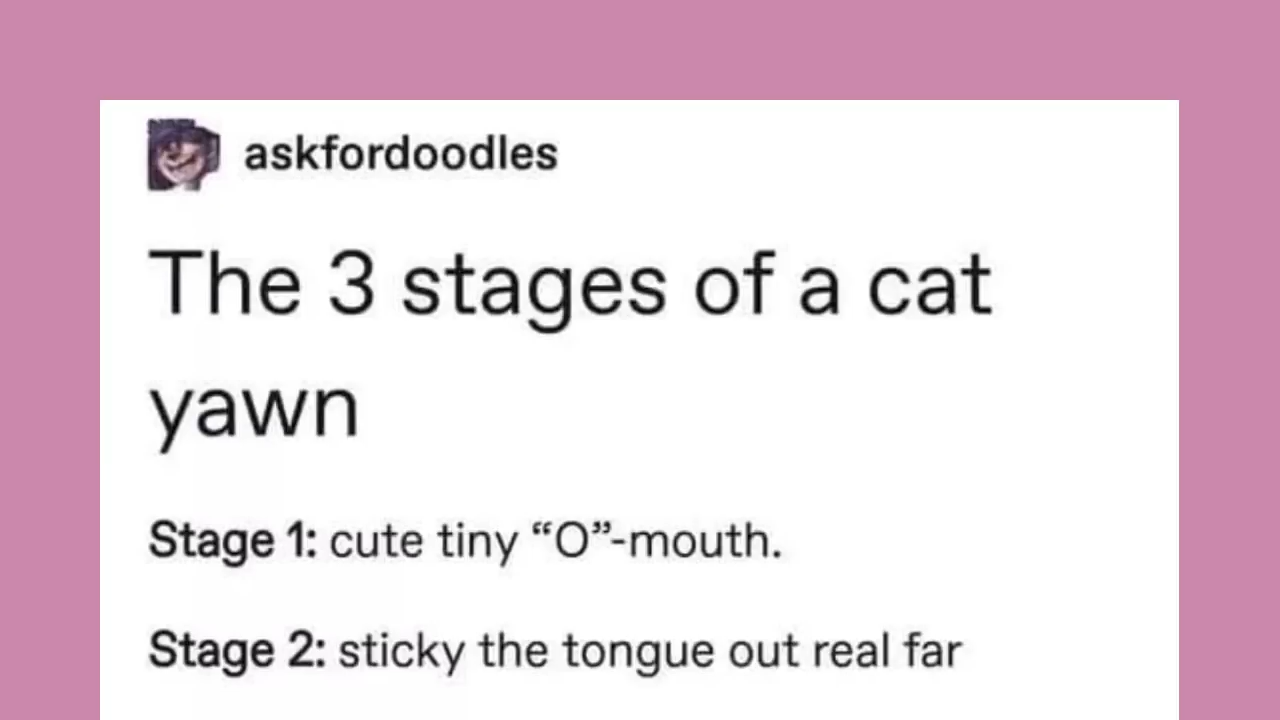 askfordoodles
The 3 stages of a cat
yawn
Stage 1: cute tiny “O”-mouth.
Stage 2: sticky the tongue out real far